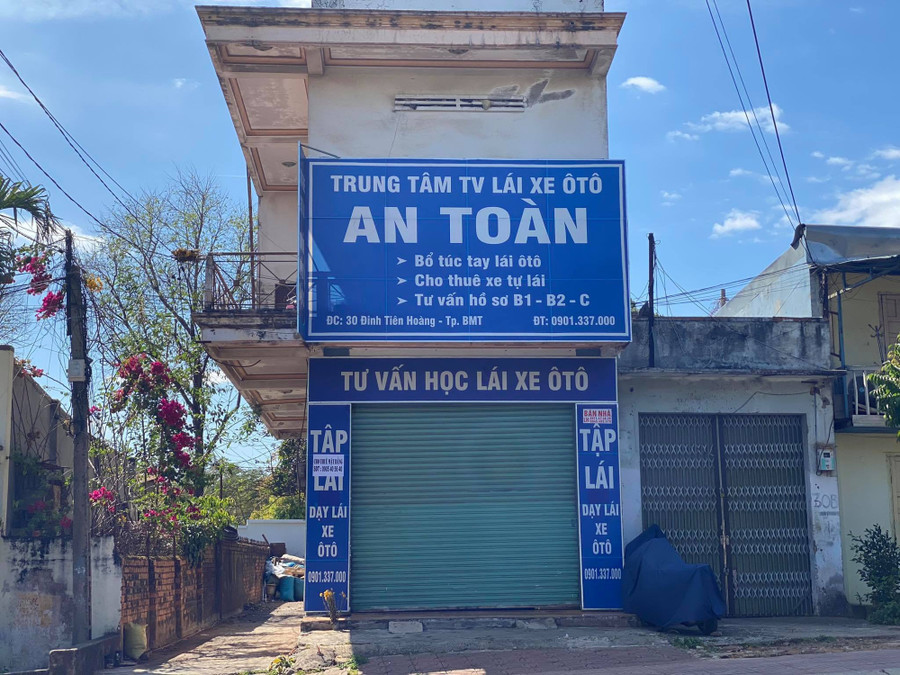 TRUNG TÂM TV LÁI XE ÔTÔ
AN TOÀN
➤ Bổ túc tay lái ôtô
➤ Cho thuê xe tự lái
➤ Tư vấn hồ sơ B1 - B2 - C
ĐC: 30 Đinh Tiên Hoàng - Tp. BMT ĐT: 0901.337.000
TƯ VẤN HỌC LÁI XE ÔTÔ
TẬP
LÁI
DẠY LÁI
XE
ÔTÔ
0901.337.000
BÁN NHÀ
TẬP
LÁI
DẠY LÁI
XE
ÔTÔ
0901.337.000
30B